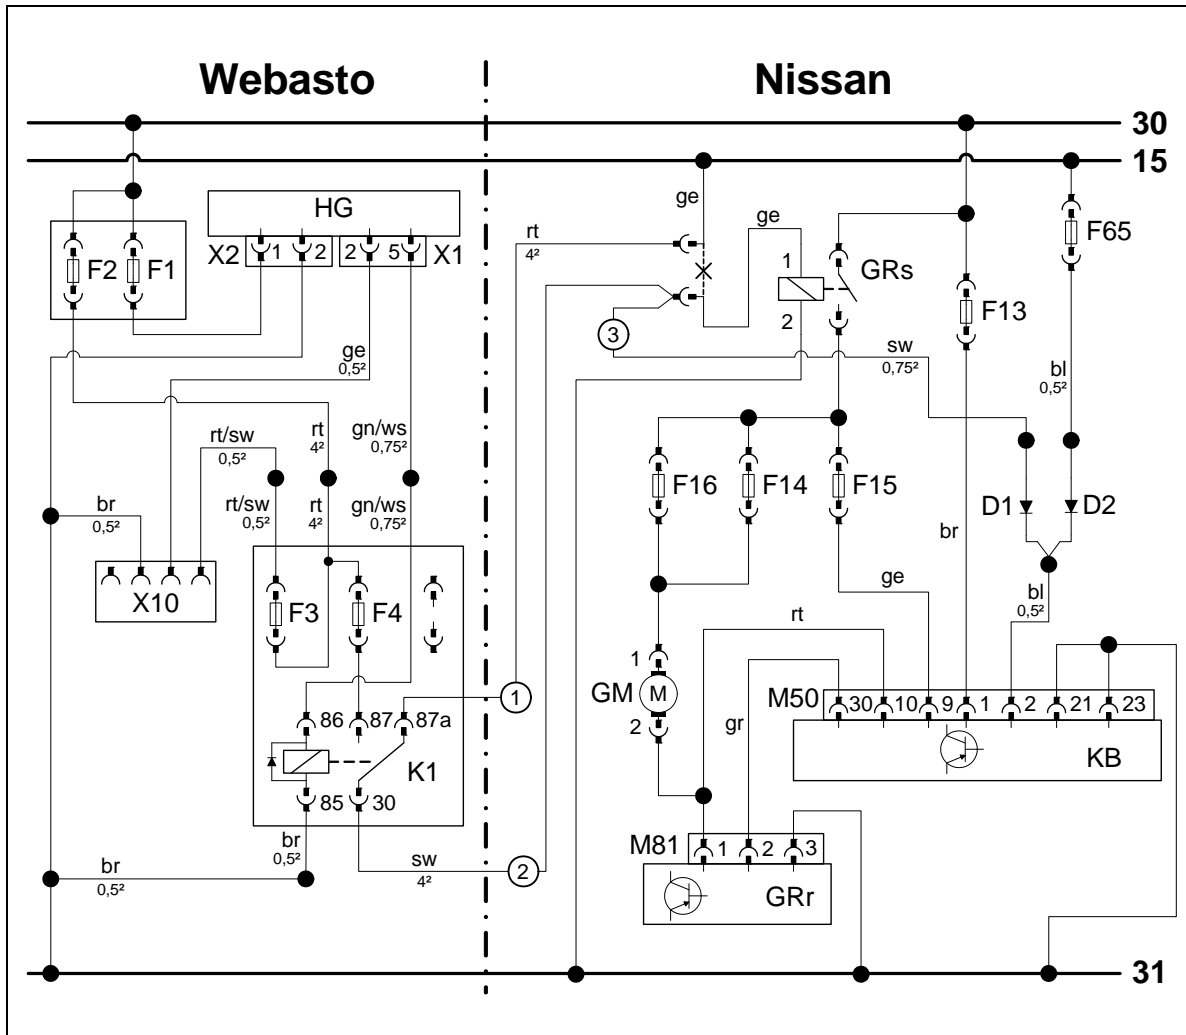 Webasto Nissan
30
15
ge
HG
ge
rt
4²
X2 1 2 2 5 X1
F65
F2 F1
1
GRs
2
F13
3
ge
0,5²
sw
0,75²
bl
0,5²
rt/sw
0,5²
rt
4²
gn/ws
0,75²
br
0,5²
rt/sw
0,5²
rt
4²
gn/ws
0,75²
F16 F14 F15
D1 D2
br
X10
F3 F4
ge
bl
0,5²
rt
1
GM M
2
gr
1
M50 30 10 9 1 2 21 23
KB
86 87 87a
K1
85 30
br
0,5²
sw
4²
2
br
0,5²
M81 1 2 3
GRr
31